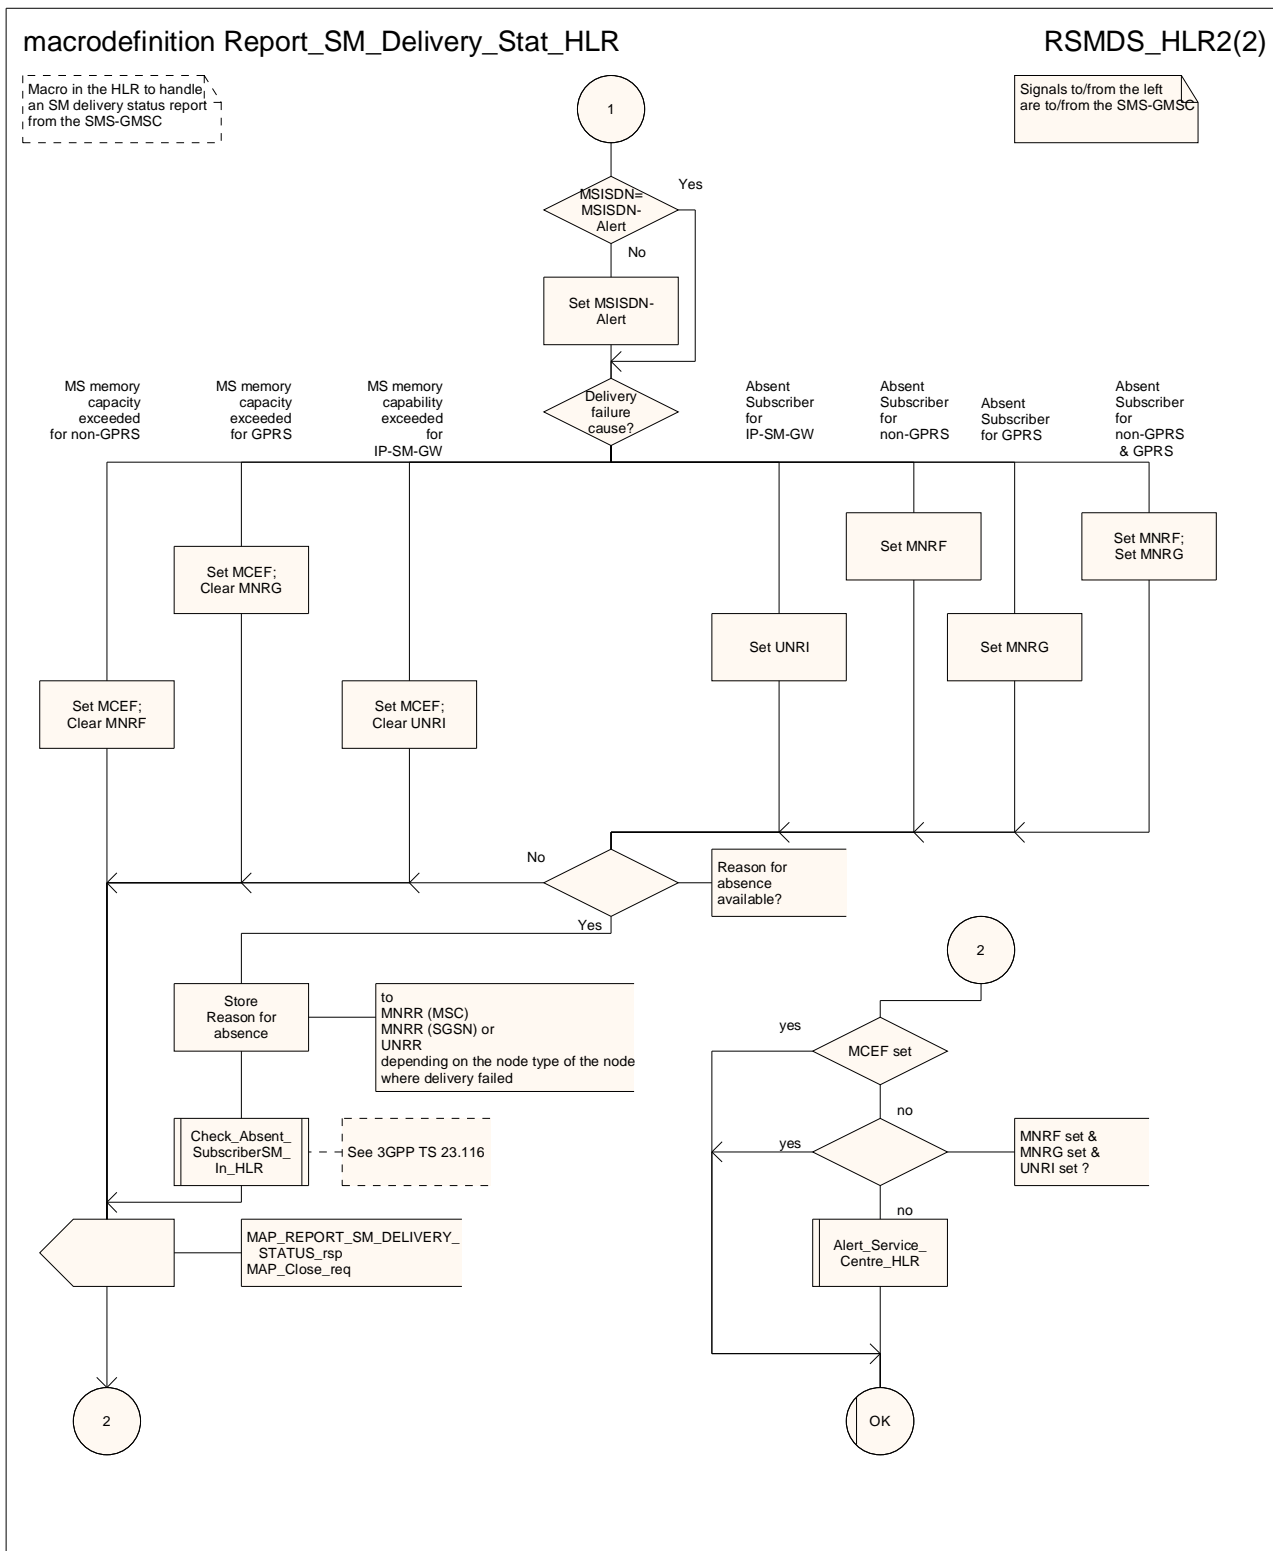 macrodefinition Report_SM_Delivery_Stat_HLR
RSMDS_HLR2(2)
Macro in the HLR to handle
an SM delivery status report
from the SMS-GMSC
Signals to/from the left
are to/from the SMS-GMSC
1
MSISDN=
MSISDN-
Alert
Yes
No
Set MSISDN-
Alert
Delivery
failure
cause?
MS memory
capacity
exceeded
for non-GPRS
MS memory
capacity
exceeded
for GPRS
MS memory
capability
exceeded
for
IP-SM-GW
Absent
Subscriber
for
IP-SM-GW
Absent
Subscriber
for
non-GPRS
Absent
Subscriber
for GPRS
Absent
Subscriber
for
non-GPRS
& GPRS
Set MNRF
Set MNRF;
Set MNRG
Set MCEF;
Clear MNRG
Set UNRI
Set MNRG
Set MCEF;
Clear MNRF
Set MCEF;
Clear UNRI
No
Reason for
absence
available?
Yes
Store
Reason for
absence
to
MNRR (MSC)
MNRR (SGSN) or
UNRR
depending on the node type of the node
where delivery failed
Check_Absent_
SubscriberSM_
In_HLR
See 3GPP TS 23.116
MAP_REPORT_SM_DELIVERY_
STATUS_rsp
MAP_Close_req
2
2
yes
MCEF set
no
yes
MNRF set &
MNRG set &
UNRI set ?
no
Alert_Service_
Centre_HLR
OK